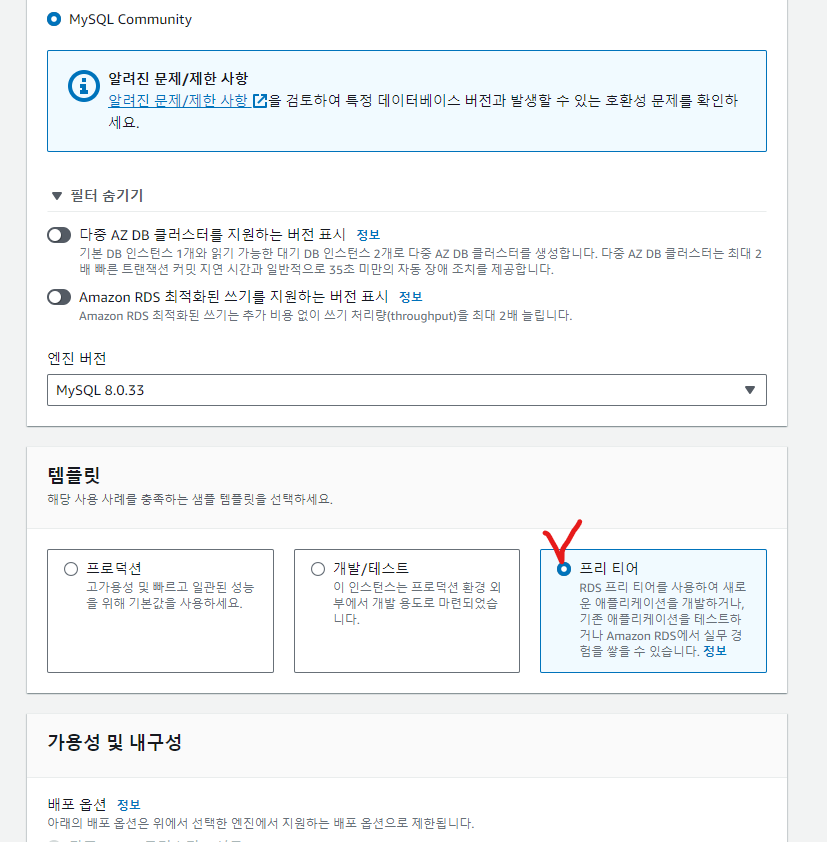 MySQL Community
알려진 문제/제한 사항
알려진 문제/제한 사항 을 검토하여 특정 데이터베이스 버전과 발생할 수 있는 호환성 문제를 확인하
세요.
▼ 필터 숨기기
다중 AZ DB 클러스터를 지원하는 버전 표시 정보
기본 DB 인스턴스 1개와 읽기 가능한 대기 DB 인스턴스 2개로 다중 AZ DB 클러스터를 생성합니다. 다중 AZ DB 클러스터는 최대 2
배 빠른 트랜잭션 커밋 지연 시간과 일반적으로 35초 미만의 자동 장애 조치를 제공합니다.
Amazon RDS 최적화된 쓰기를 지원하는 버전 표시 정보
Amazon RDS 최적화된 쓰기는 추가 비용 없이 쓰기 처리량(throughput)을 최대 2배 늘립니다.
엔진 버전
MySQL 8.0.33
템플릿
해당 사용 사례를 충족하는 샘플 템플릿을 선택하세요.
프로덕션
고가용성 및 빠르고 일관된 성능
을 위해 기본값을 사용하세요.
개발/테스트
이 인스턴스는 프로덕션 환경 외
부에서 개발 용도로 마련되었습
니다.
프리 티어
RDS 프리 티어를 사용하여 새로
운 애플리케이션을 개발하거나,
기존 애플리케이션을 테스트하
거나 Amazon RDS에서 실무 경
험을 쌓을 수 있습니다. 정보
가용성 및 내구성
배포 옵션 정보
아래의 배포 옵션은 위에서 선택한 엔진에서 지원하는 배포 옵션으로 제한됩니다.